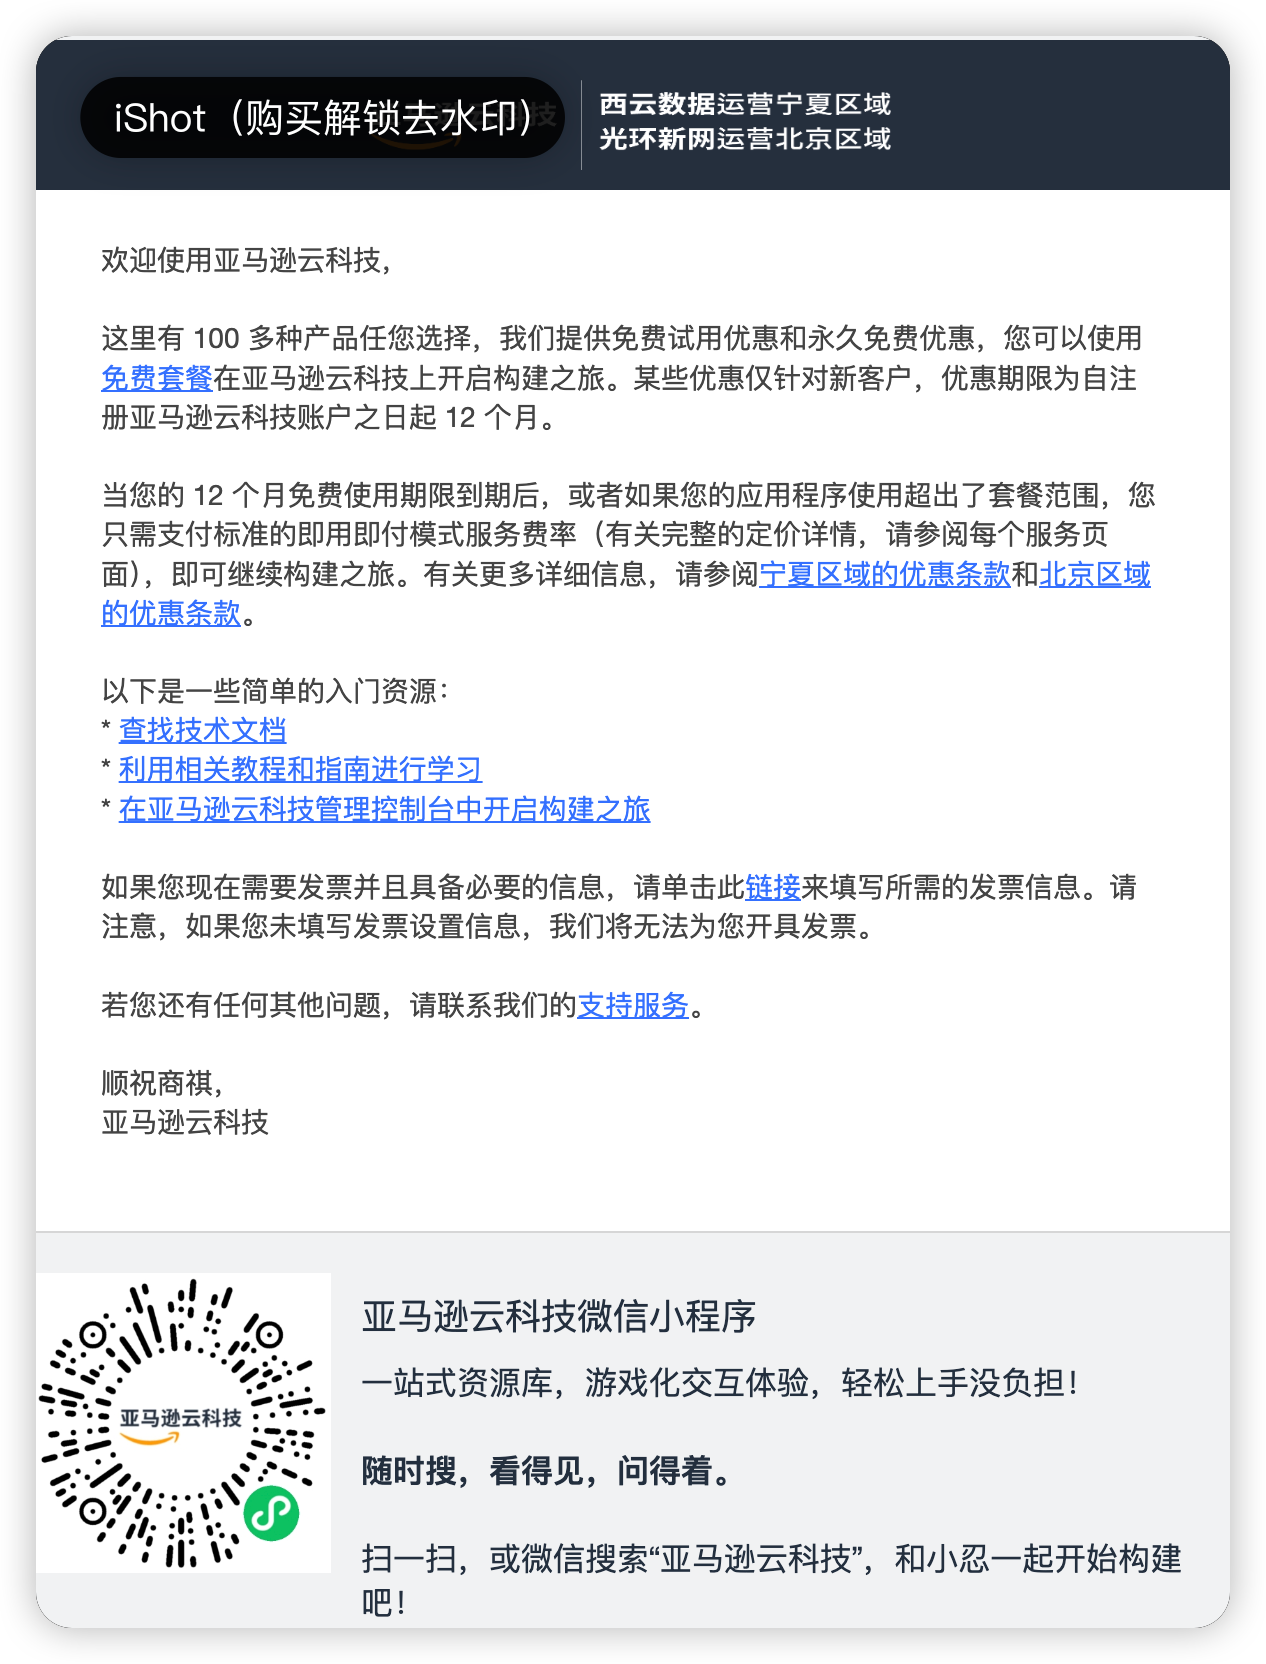 iShot（购买解锁去水印）
西云数据运营宁夏区域
光环新网运营北京区域
欢迎使用亚马逊云科技，
这里有 100 多种产品任您选择，我们提供免费试用优惠和永久免费优惠，您可以使用
免费套餐在亚马逊云科技上开启构建之旅。某些优惠仅针对新客户，优惠期限为自注
册亚马逊云科技账户之日起 12 个月。
当您的 12 个月免费使用期限到期后，或者如果您的应用程序使用超出了套餐范围，您
只需支付标准的即用即付模式服务费率（有关完整的定价详情，请参阅每个服务页
面），即可继续构建之旅。有关更多详细信息，请参阅宁夏区域的优惠条款和北京区域
的优惠条款。
以下是一些简单的入门资源：
* 查找技术文档
* 利用相关教程和指南进行学习
* 在亚马逊云科技管理控制台中开启构建之旅
如果您现在需要发票并且具备必要的信息，请单击此链接来填写所需的发票信息。请
注意，如果您未填写发票设置信息，我们将无法为您开具发票。
若您还有任何其他问题，请联系我们的支持服务。
顺祝商祺，
亚马逊云科技
亚马逊云科技
亚马逊云科技微信小程序
一站式资源库，游戏化交互体验，轻松上手没负担！
随时搜，看得见，问得着。
扫一扫，或微信搜索“亚马逊云科技”，和小忍一起开始构建
吧！